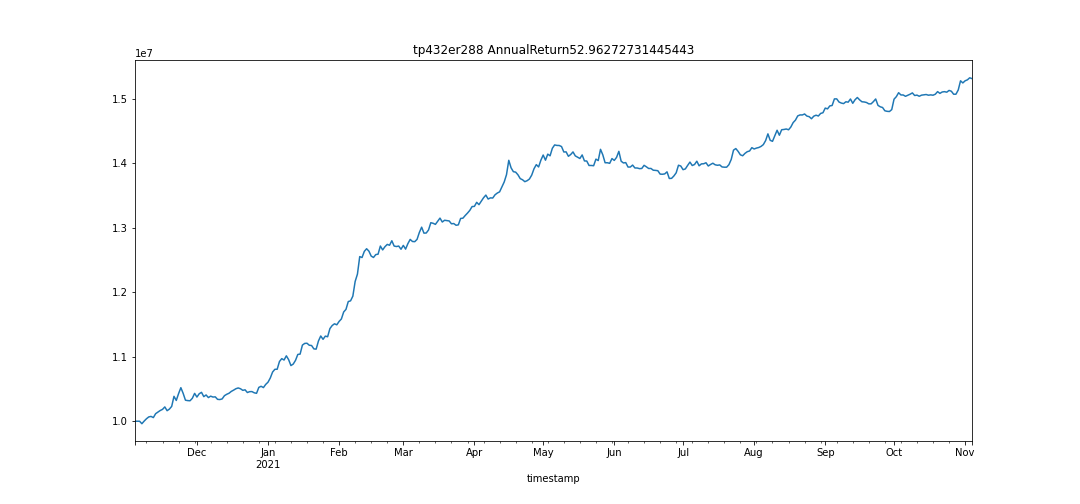 tp432er288 AnnualReturn52.96272731445443
1e7
1.5
1.4
1.3
1.2
1.1
1.0
Dec Jan Feb Mar Apr May Jun Jul Aug Sep Oct Nov
2021
timestamp